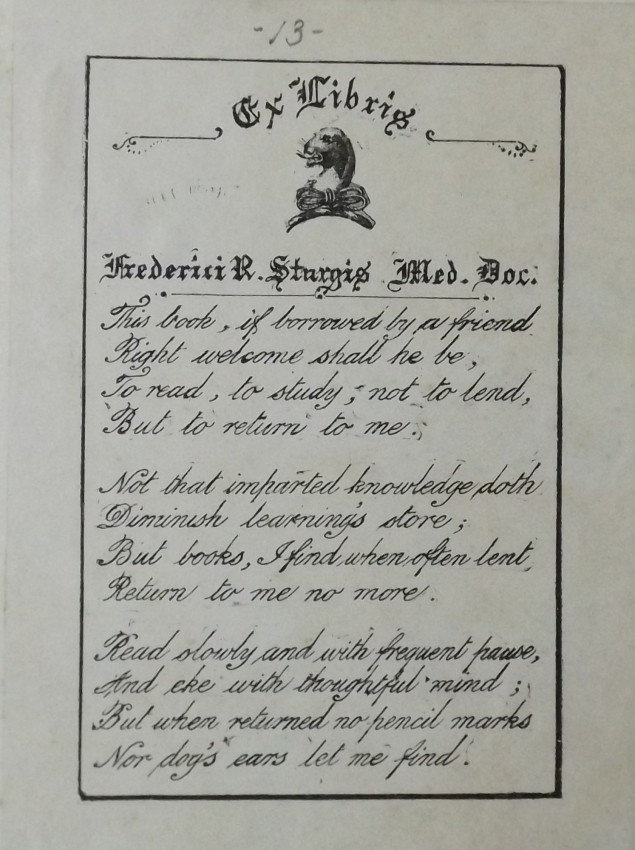 -13-
Ex Libris
Frederici R. Sturgis Med. Doc.
This book, if borrowed by a friend
Right welcome shall he be,
To read, to study, not to lend,
But to return to me.
Not that imparted knowledge doth
Diminish learning's store;
But books, I find, when often lent,
Return to me no more.
Read slowly and with frequent pause,
And eke with thoughtful mind;
But when returned no pencil marks
Nor dog's ears let me find.